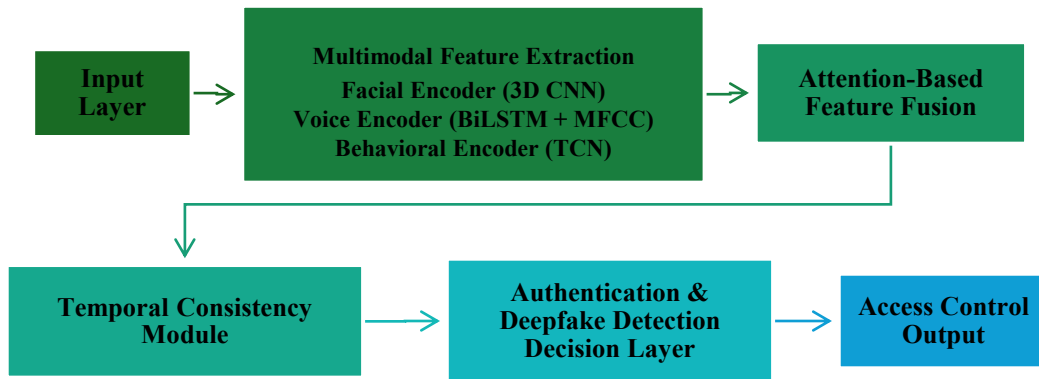 Input
Layer
Multimodal Feature Extraction
Facial Encoder (3D CNN)
Voice Encoder (BiLSTM + MFCC)
Behavioral Encoder (TCN)
Attention-Based
Feature Fusion
Temporal Consistency
Module
Authentication &
Deepfake Detection
Decision Layer
Access Control
Output